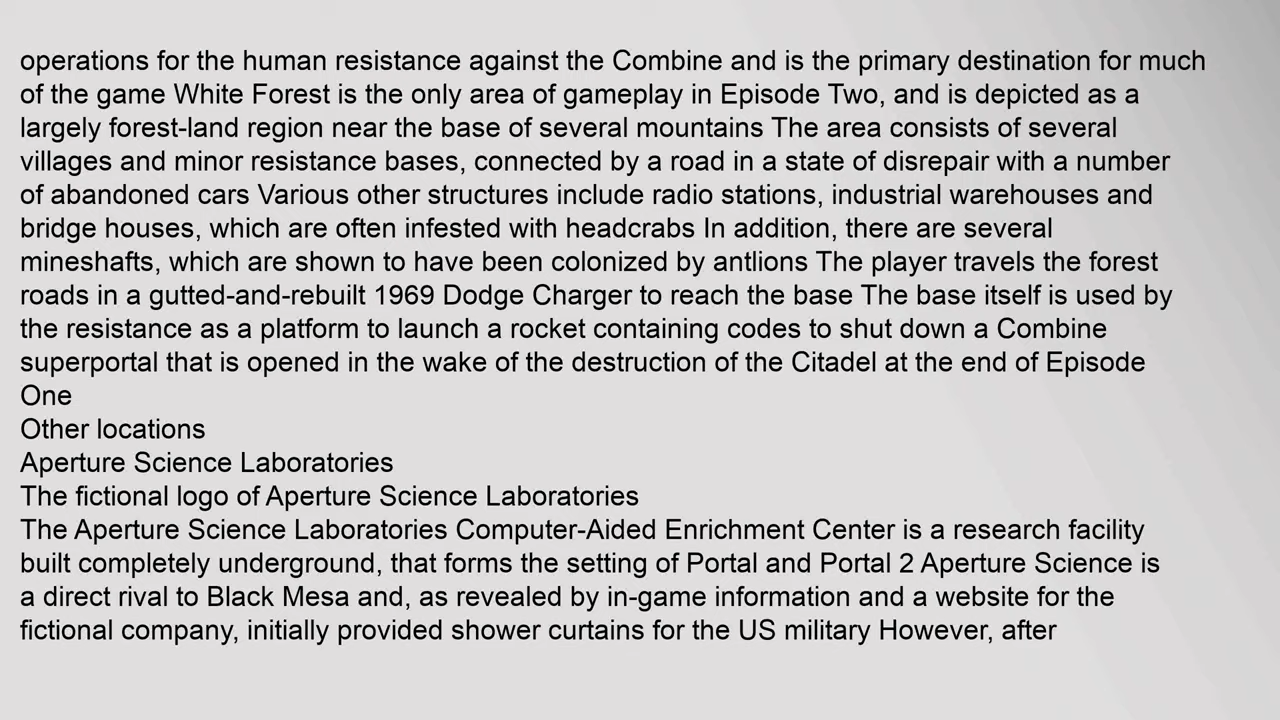 operations for the human resistance against the Combine and is the primary destination for much
of the game White Forest is the only area of gameplay in Episode Two, and is depicted as a
largely forest-land region near the base of several mountains The area consists of several
villages and minor resistance bases, connected by a road in a state of disrepair with a number
of abandoned cars Various other structures include radio stations, industrial warehouses and
bridge houses, which are often infested with headcrabs In addition, there are several
mineshafts, which are shown to have been colonized by antlions The player travels the forest
roads in a gutted-and-rebuilt 1969 Dodge Charger to reach the base The base itself is used by
the resistance as a platform to launch a rocket containing codes to shut down a Combine
superportal that is opened in the wake of the destruction of the Citadel at the end of Episode
One
Other locations
Aperture Science Laboratories
The fictional logo of Aperture Science Laboratories
The Aperture Science Laboratories Computer-Aided Enrichment Center is a research facility
built completely underground, that forms the setting of Portal and Portal 2 Aperture Science is
a direct rival to Black Mesa and, as revealed by in-game information and a website for the
fictional company, initially provided shower curtains for the US military However, after